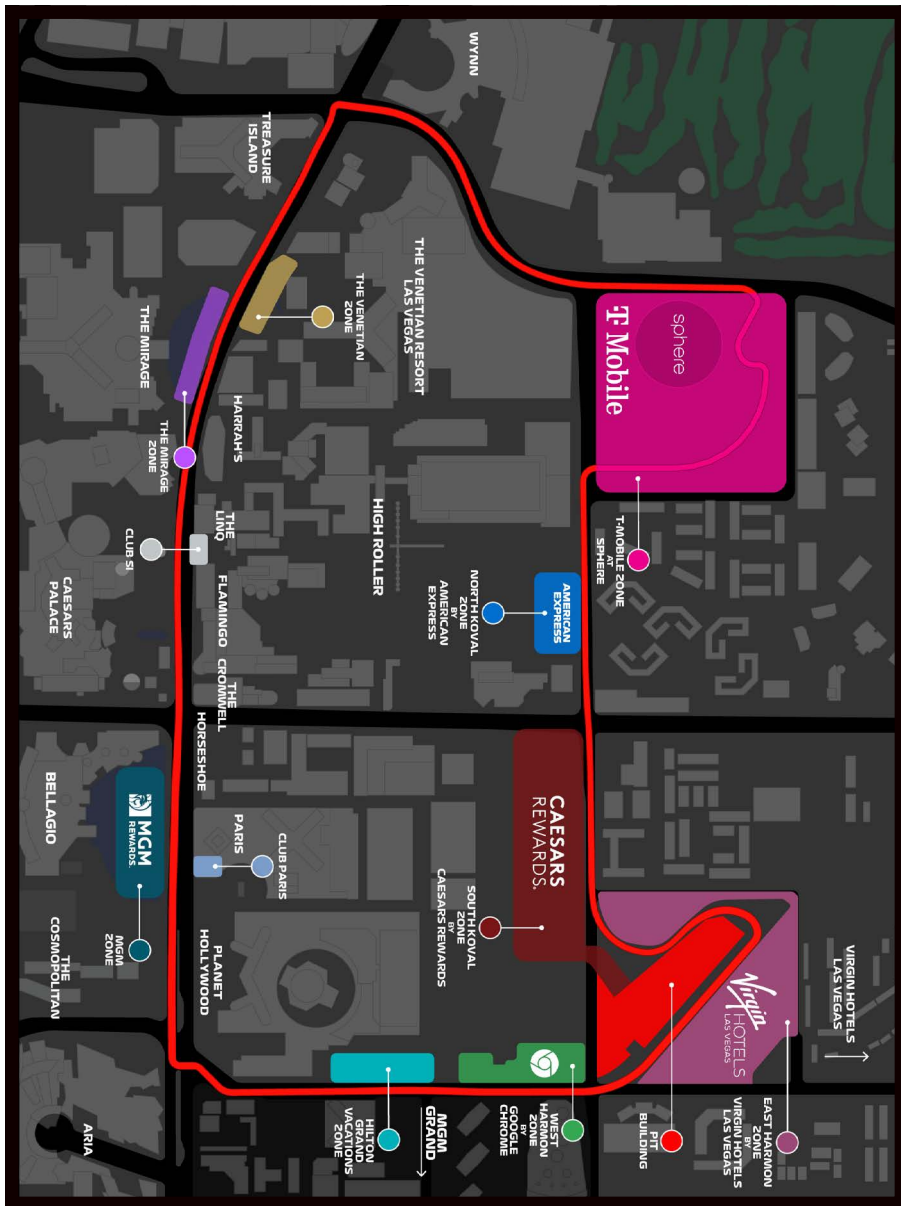 VIRGIN HOTELS
LAS VEGAS
EAST HARMON
ZONE
BY
VIRGIN HOTELS
LAS VEGAS
Virgin
HOTELS
LAS VEGAS
sphere
T Mobile
T-MOBILE ZONE
AT
SPHERE
PIT
BUILDING
AMERICAN
EXPRESS
NORTH KOVAL
ZONE
BY
AMERICAN
EXPRESS
CAESARS
REWARDS.
SOUTH KOVAL
ZONE
BY
CAESARS REWARDS
WEST
HARMON
ZONE
BY
GOOGLE
CHROME
WYNN
THE VENETIAN RESORT
LAS VEGAS
HIGH ROLLER
MGM
GRAND
THE VENETIAN
ZONE
HILTON
GRAND
VACATIONS
ZONE
TREASURE
ISLAND
HARRAH'S
THE
LINQ
FLAMINGO
THE
CROMWELL
HORSESHOE
CLUB PARIS
PARIS
PLANET
HOLLYWOOD
THE MIRAGE
THE MIRAGE
ZONE
CLUB SI
MGM
REWARDS.
MGM
ZONE
CAESARS
PALACE
BELLAGIO
THE
COSMOPOLITAN
ARIA